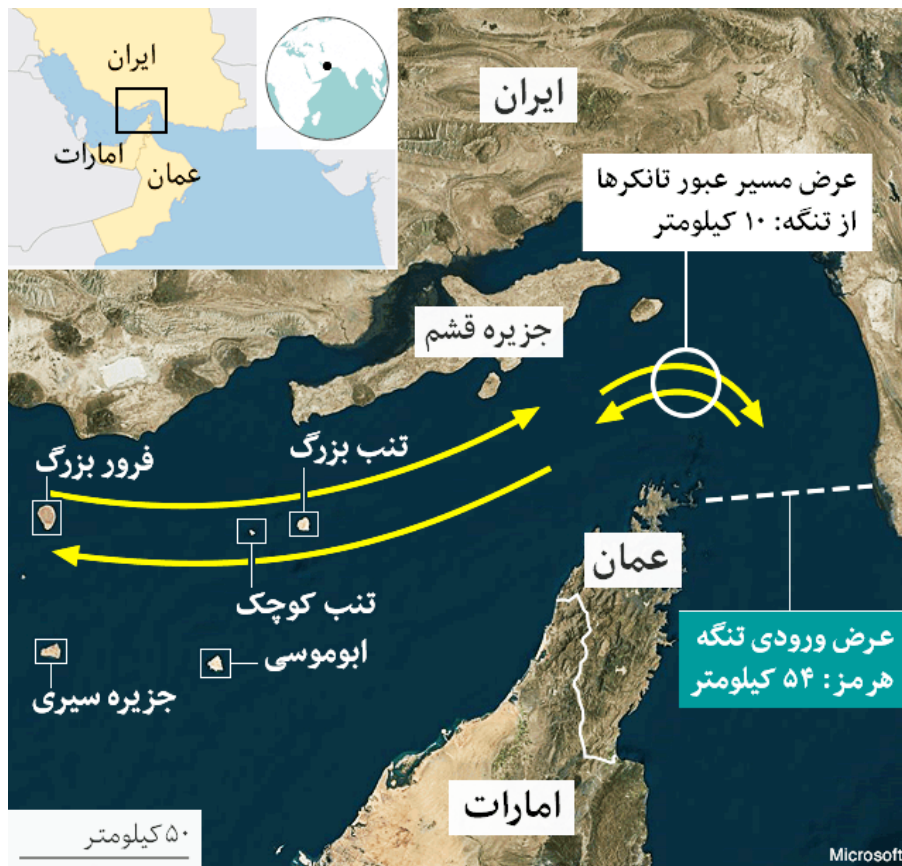 ایران
امارات
عمان
ایران
عرض مسیر عبور تانکرها
از تنگه: ۱۰ کیلومتر
جزیره قشم
تنب بزرگ
فرور بزرگ
عمان
تنب کوچک
ابوموسی
جزیره سیری
عرض ورودی تنگه
هرمز: ۵۴ کیلومتر
امارات
۵۰ کیلومتر
Microsoft